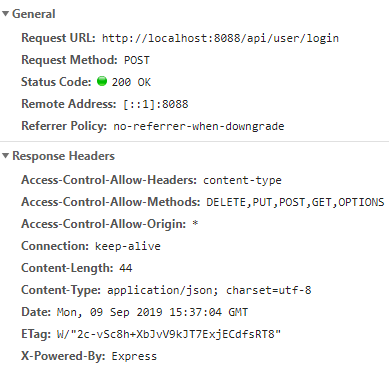 General
Request URL: http://localhost:8088/api/user/login
Request Method: POST
Status Code: 200 OK
Remote Address: [::1]:8088
Referrer Policy: no-referrer-when-downgrade
Response Headers
Access-Control-Allow-Headers: content-type
Access-Control-Allow-Methods: DELETE,PUT,POST,GET,OPTIONS
Access-Control-Allow-Origin: *
Connection: keep-alive
Content-Length: 44
Content-Type: application/json; charset=utf-8
Date: Mon, 09 Sep 2019 15:37:04 GMT
ETag: W/"2c-vSc8h+XbJvV9kJT7ExjECdfsRT8"
X-Powered-By: Express